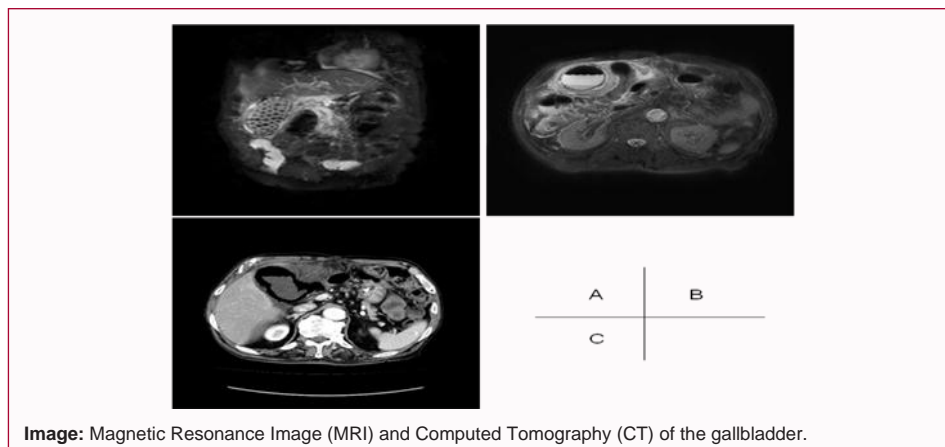 A B
C
Image: Magnetic Resonance Image (MRI) and Computed Tomography (CT) of the gallbladder.